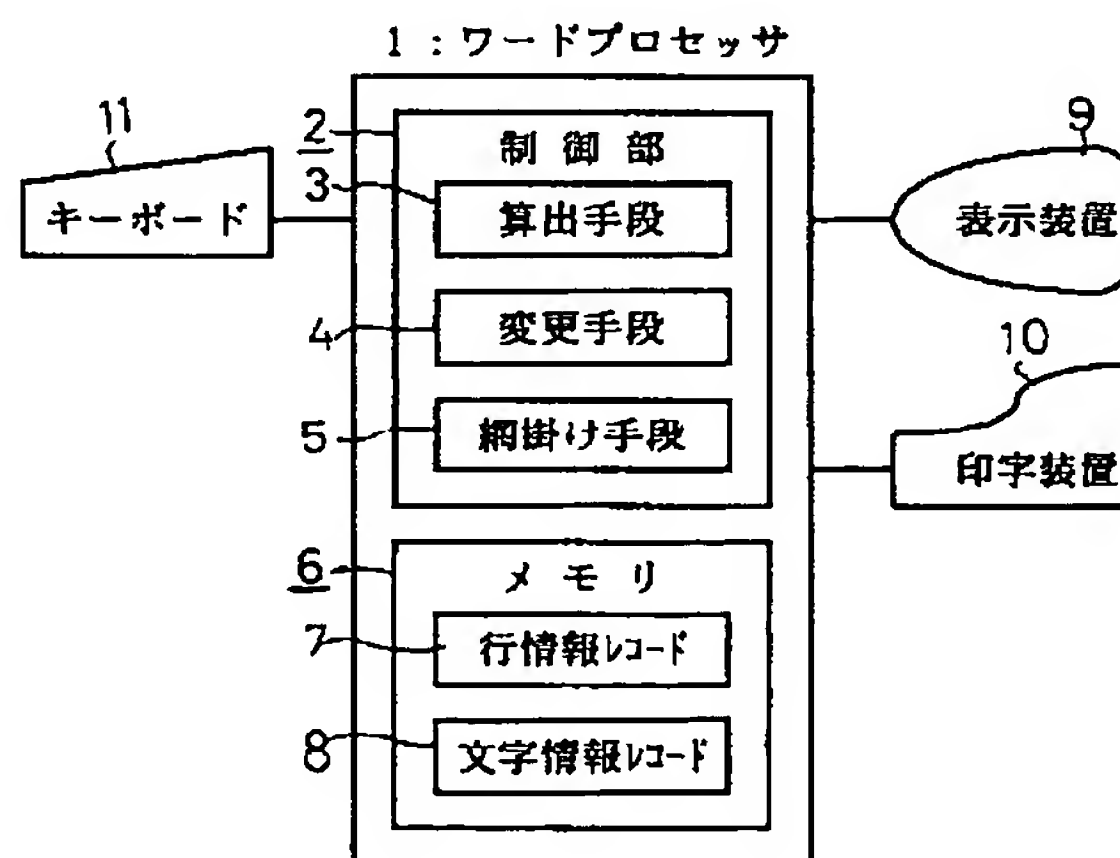 1：ワードプロセッサ
11
キーボード
2
制御部
3
算出手段
4
変更手段
5
網掛け手段
6
メモリ
7
行情報レコード
8
文字情報レコード
9
表示装置
10
印字装置